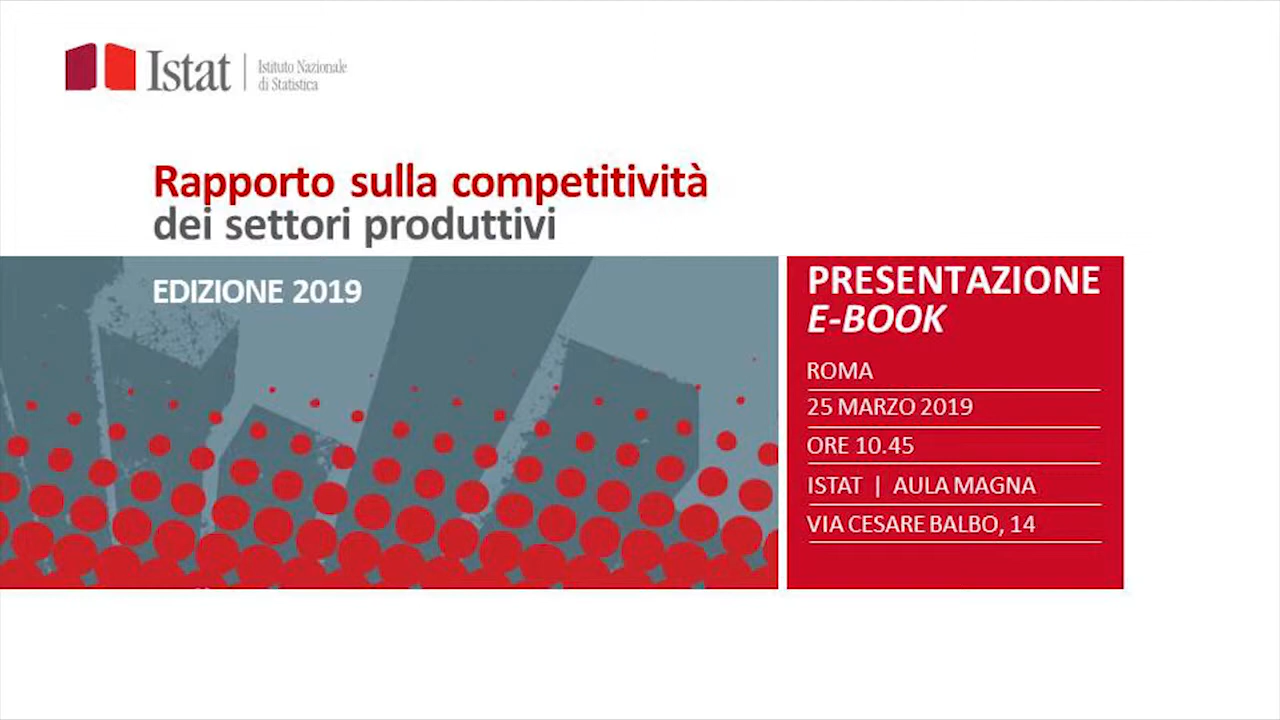 Istat
Istituto Nazionale
di Statistica
Rapporto sulla competitività
dei settori produttivi
EDIZIONE 2019
PRESENTAZIONE
E-BOOK
ROMA
25 MARZO 2019
ORE 10.45
ISTAT | AULA MAGNA
VIA CESARE BALBO, 14